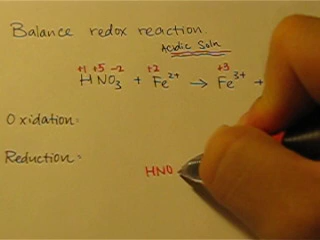 Balance redox reaction.
Acidic Soln
+1 +5 -2 +2 +3
HNO₃ + Fe²⁺ → Fe³⁺ +
Oxidation:
Reduction:
HNO